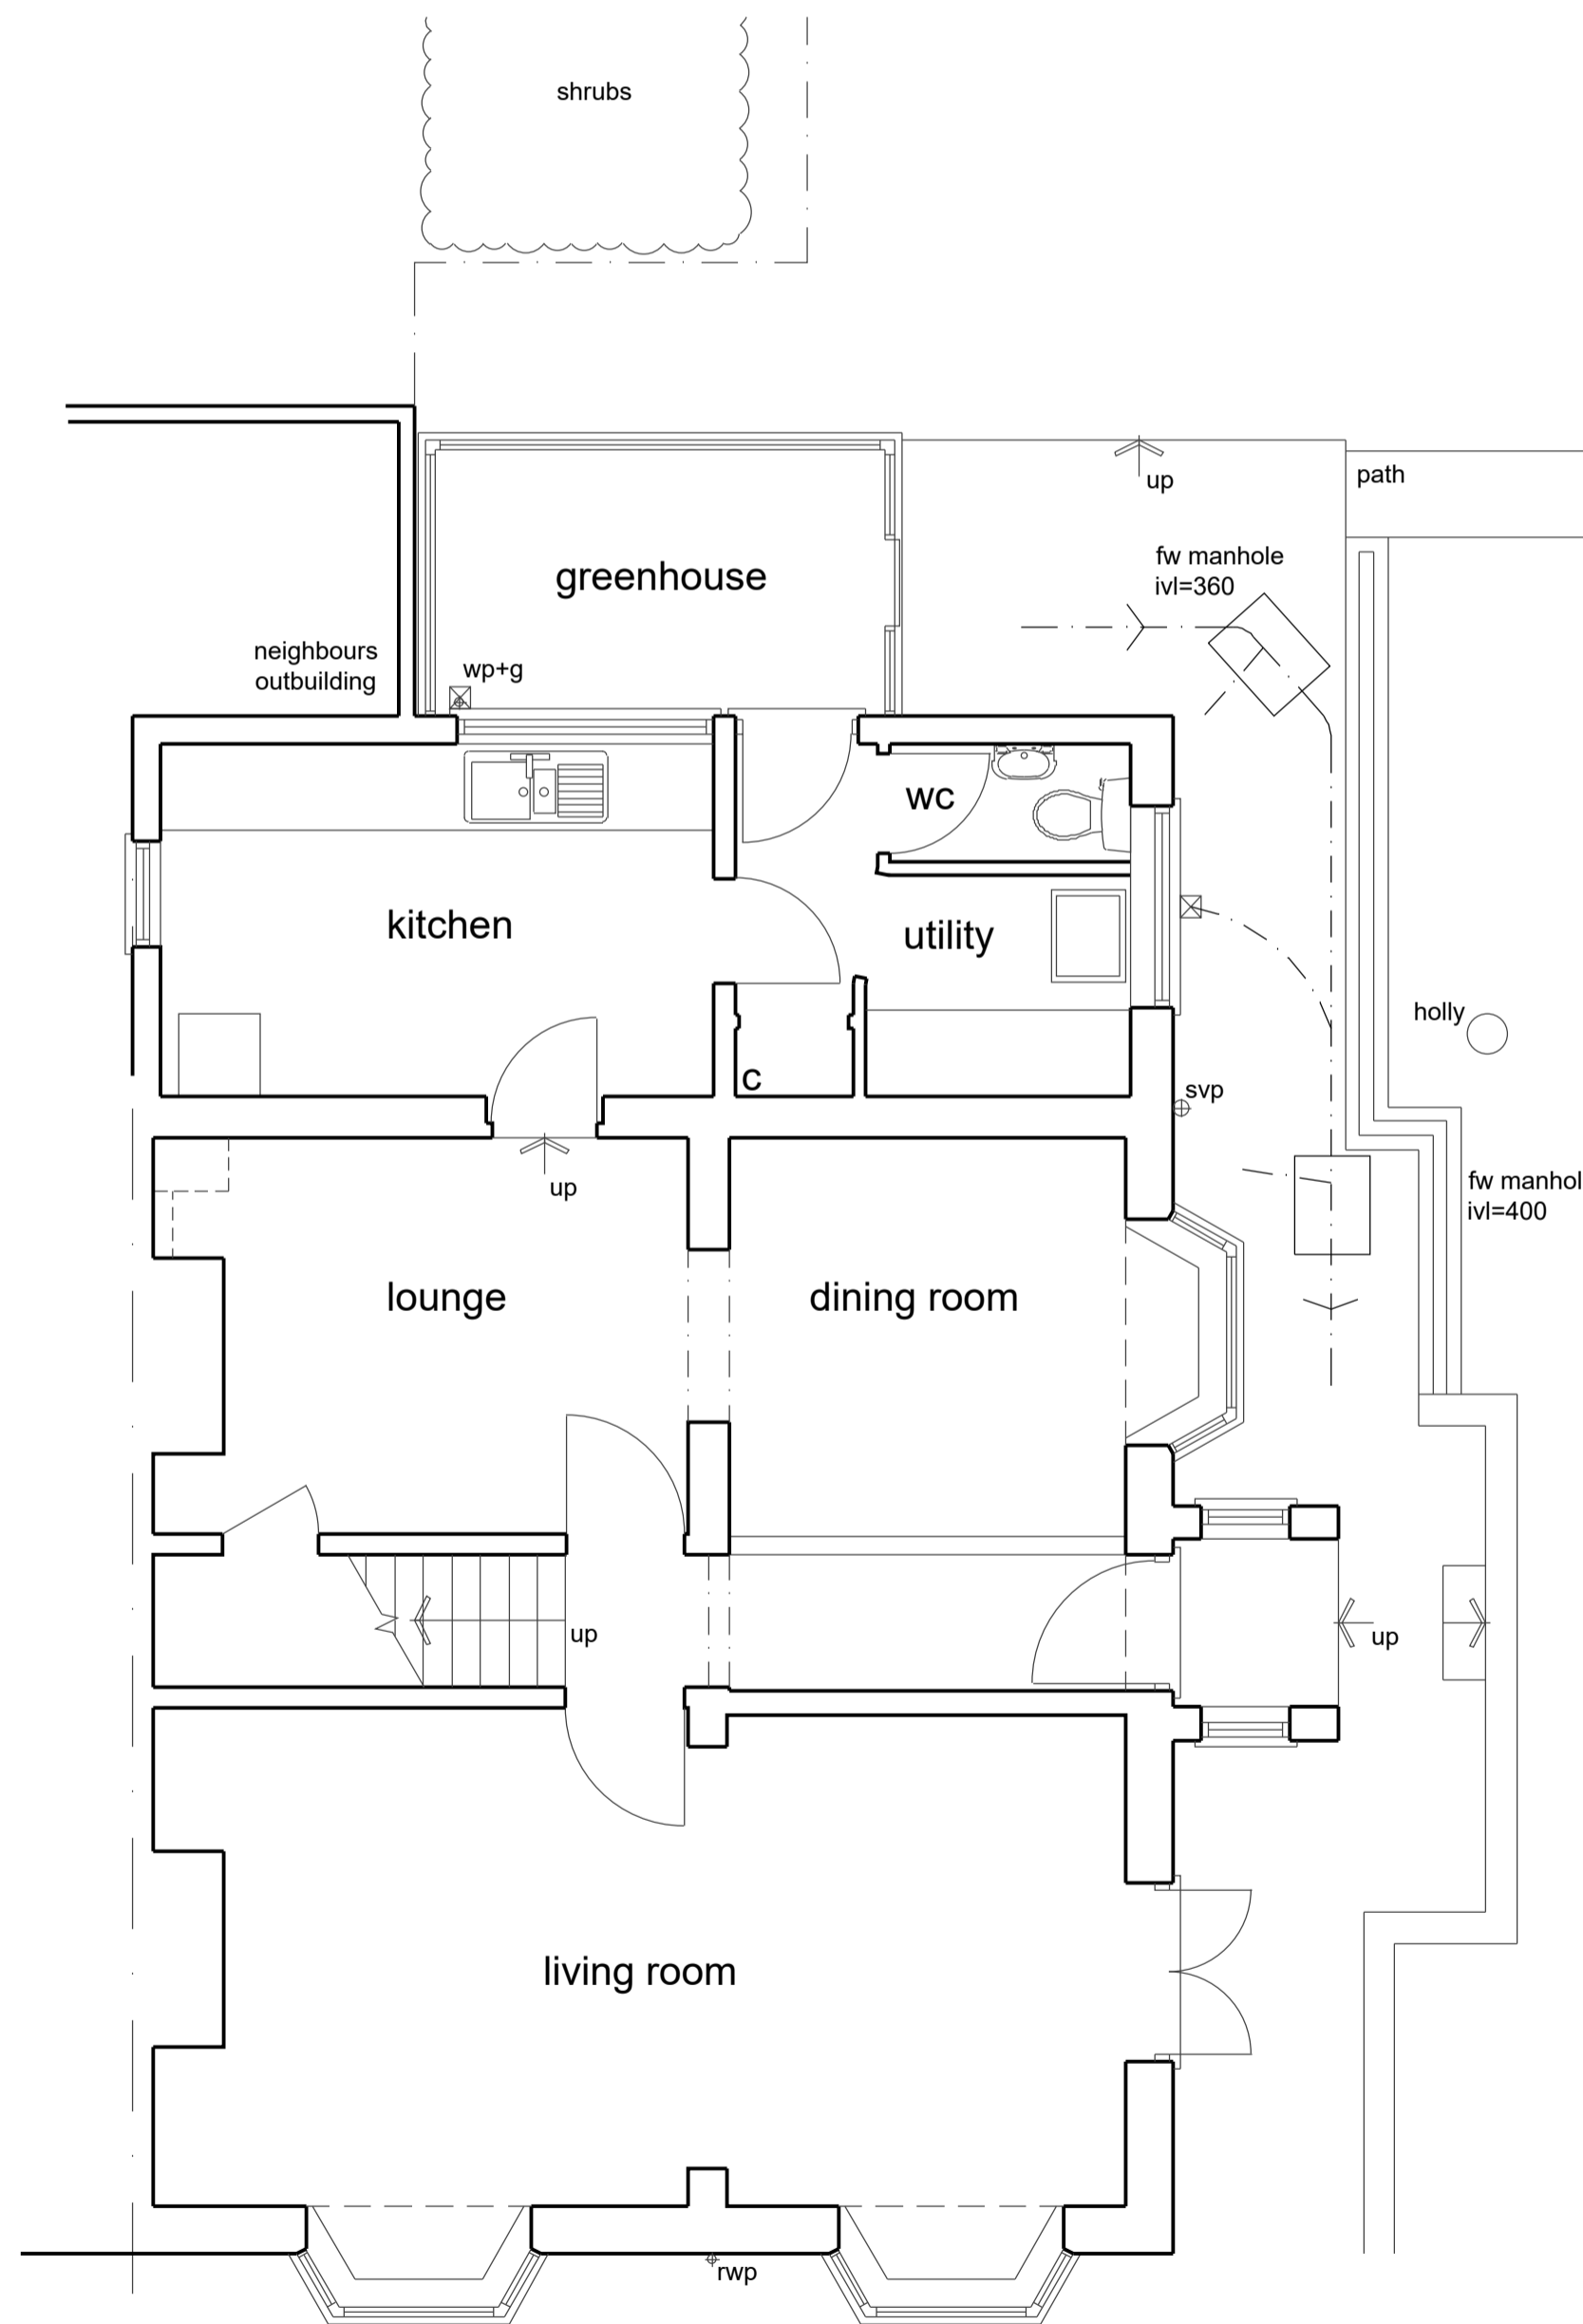 shrubs
up
path
fw manhole
ivl=360
greenhouse
neighbours
outbuilding
wp+g
wc
kitchen
utility
holly
c
svp
up
fw manhol
ivl=400
lounge
dining room
up
up
living room
rwp